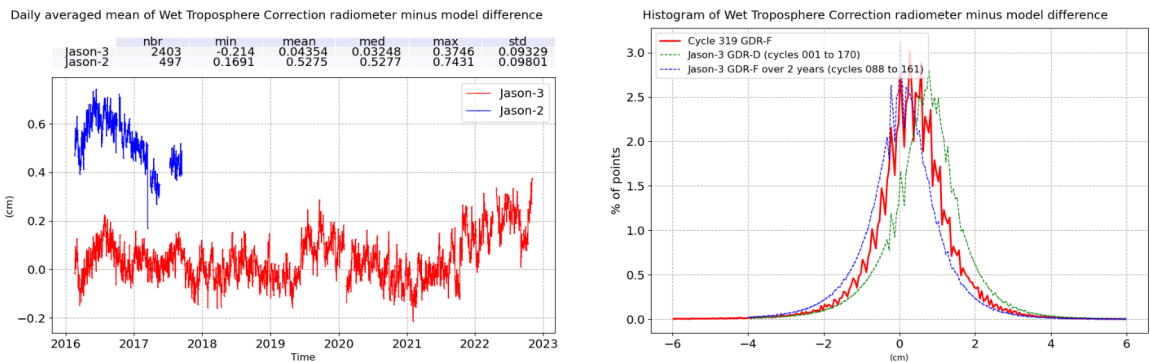 Daily averaged mean of Wet Troposphere Correction radiometer minus model difference
nbr min mean med max std
Jason-3 2403 -0.214 0.04354 0.03248 0.3746 0.09329
Jason-2 497 0.1691 0.5275 0.5277 0.7431 0.09801
Jason-3
Jason-2
0.6
0.4
0.2
0.0
−0.2
(cm)
2016 2017 2018 2019 2020 2021 2022 2023
Time
Histogram of Wet Troposphere Correction radiometer minus model difference
Cycle 319 GDR-F
Jason-3 GDR-D (cycles 001 to 170)
Jason-3 GDR-F over 2 years (cycles 088 to 161)
3.0
2.5
2.0
1.5
1.0
0.5
0.0
% of points
−6 −4 −2 0 2 4 6
(cm)